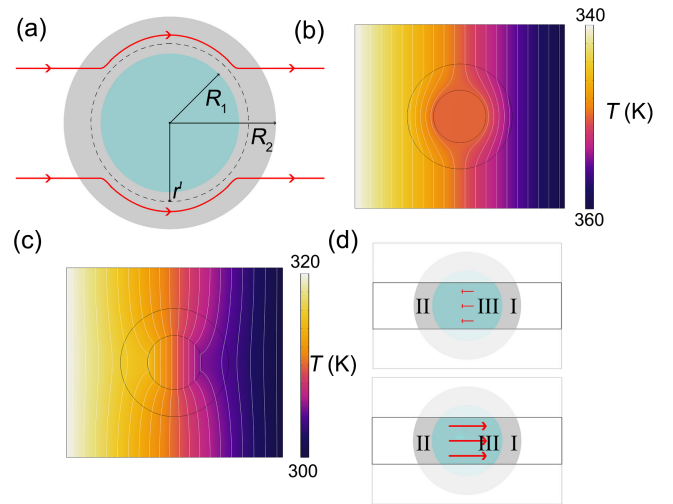 (a)
R1
R2
r'
(b)
340
T (K)
360
(c)
320
T (K)
300
(d)
II
III
I
II
III
I